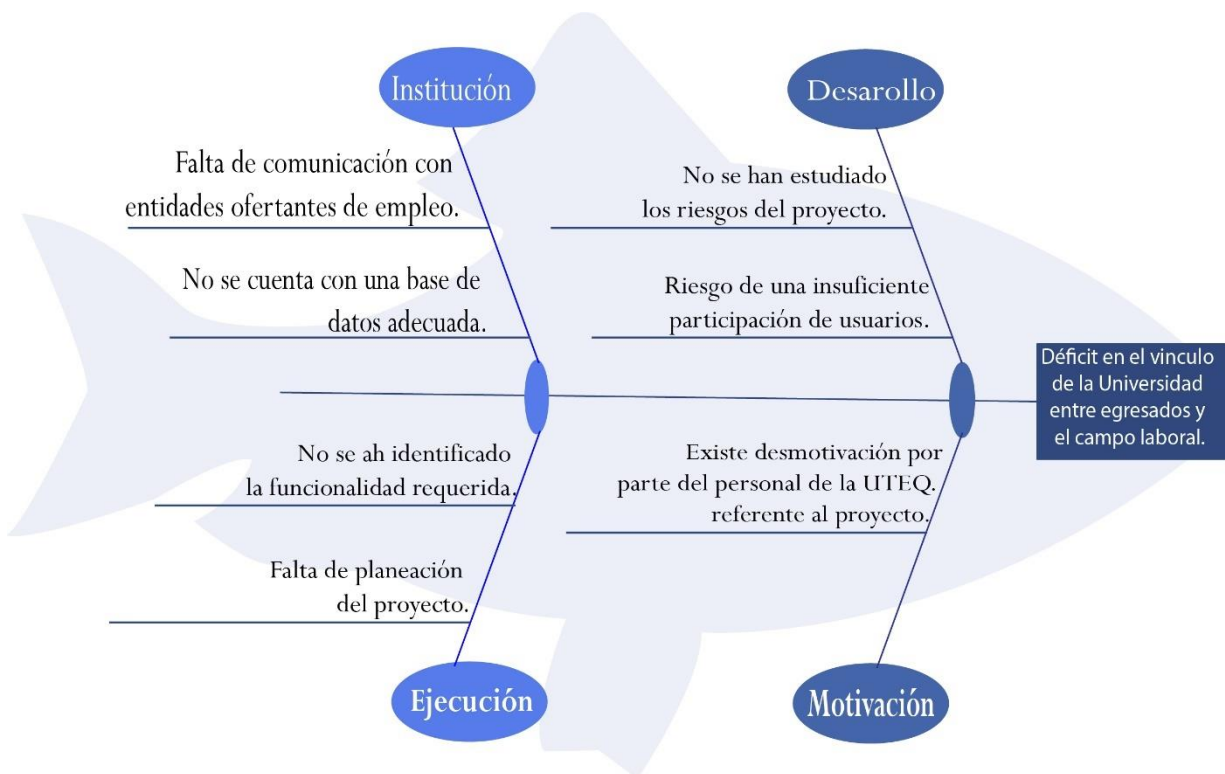 Institución
Desarollo
Falta de comunicación con
entidades ofertantes de empleo.
No se han estudiado
los riesgos del proyecto.
No se cuenta con una base de
datos adecuada.
Riesgo de una insuficiente
participación de usuarios.
Déficit en el vinculo
de la Universidad
entre egresados y
el campo laboral.
No se ah identificado
la funcionalidad requerida.
Existe desmotivación por
parte del personal de la UTEQ.
referente al proyecto.
Falta de planeación
del proyecto.
Ejecución
Motivación